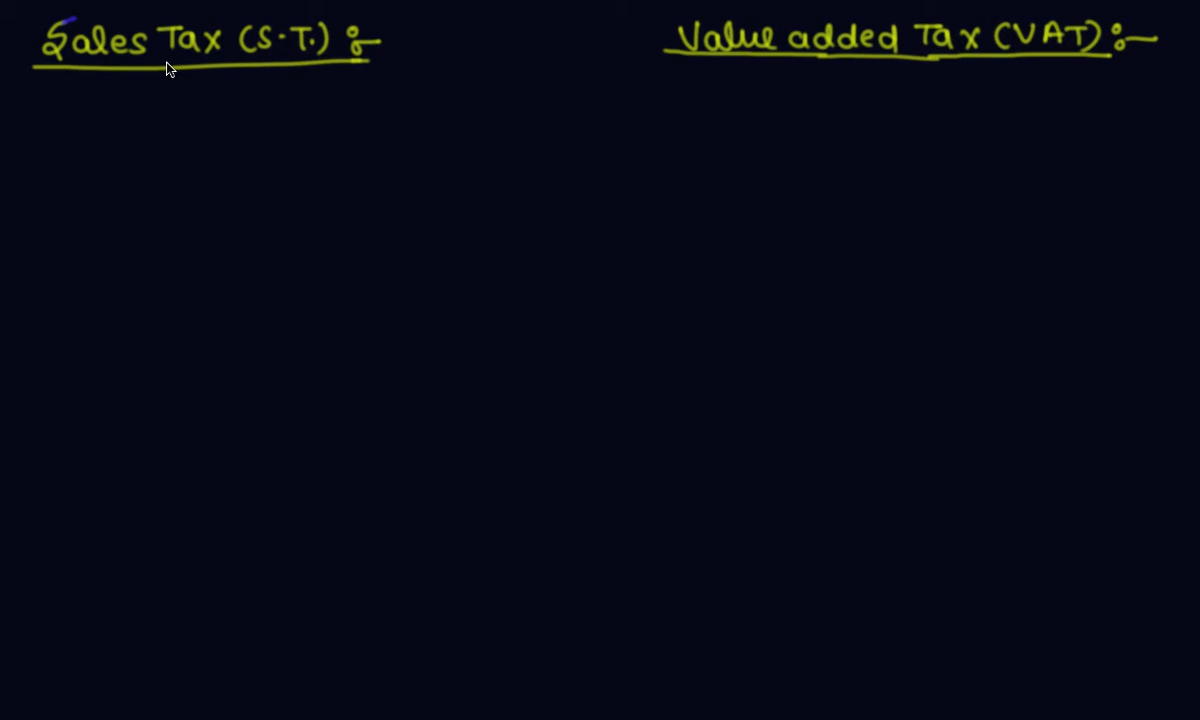 Sales Tax (S.T.) :-
Value added Tax (VAT) :-